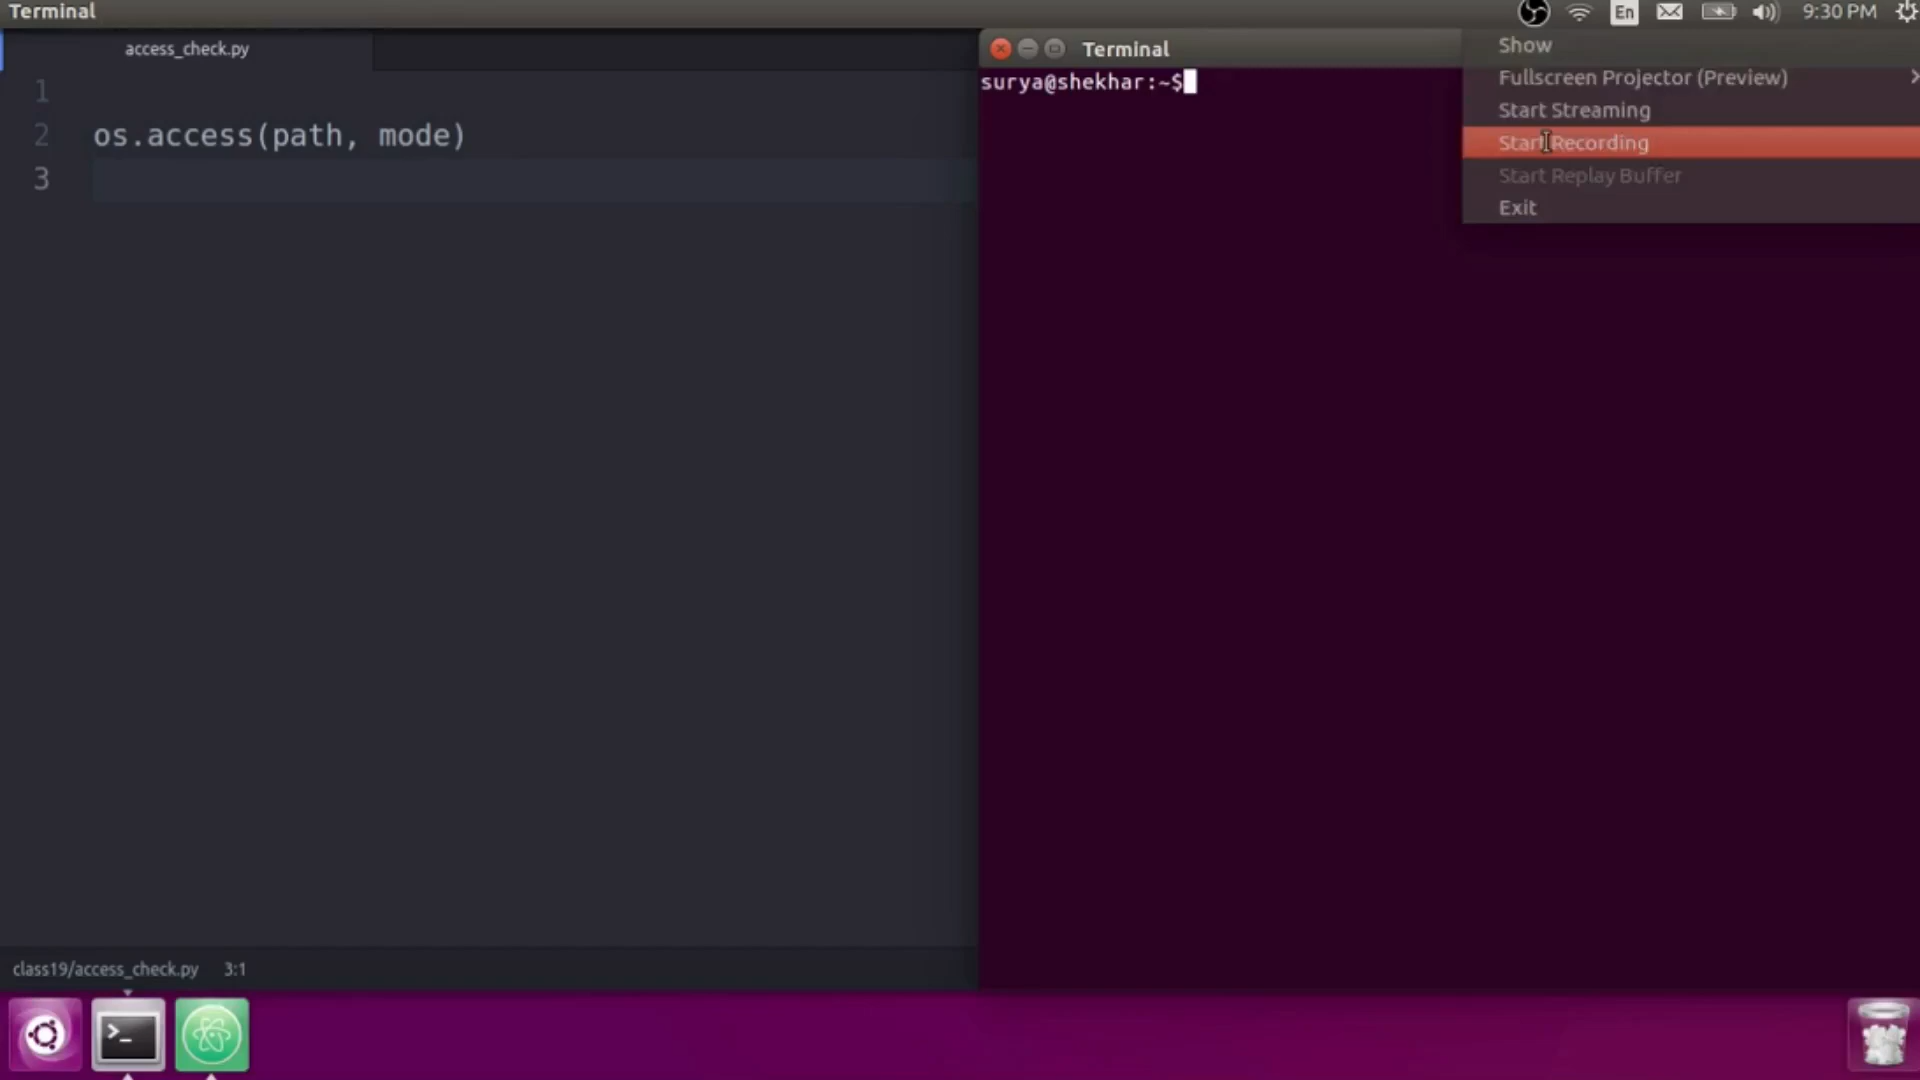 Terminal
En
9:30 PM
access_check.py
1
2 os.access(path, mode)
3
class19/access_check.py 3:1
Terminal
surya@shekhar:~$
Show
Fullscreen Projector (Preview)
Start Streaming
Start Recording
Start Replay Buffer
Exit
>_